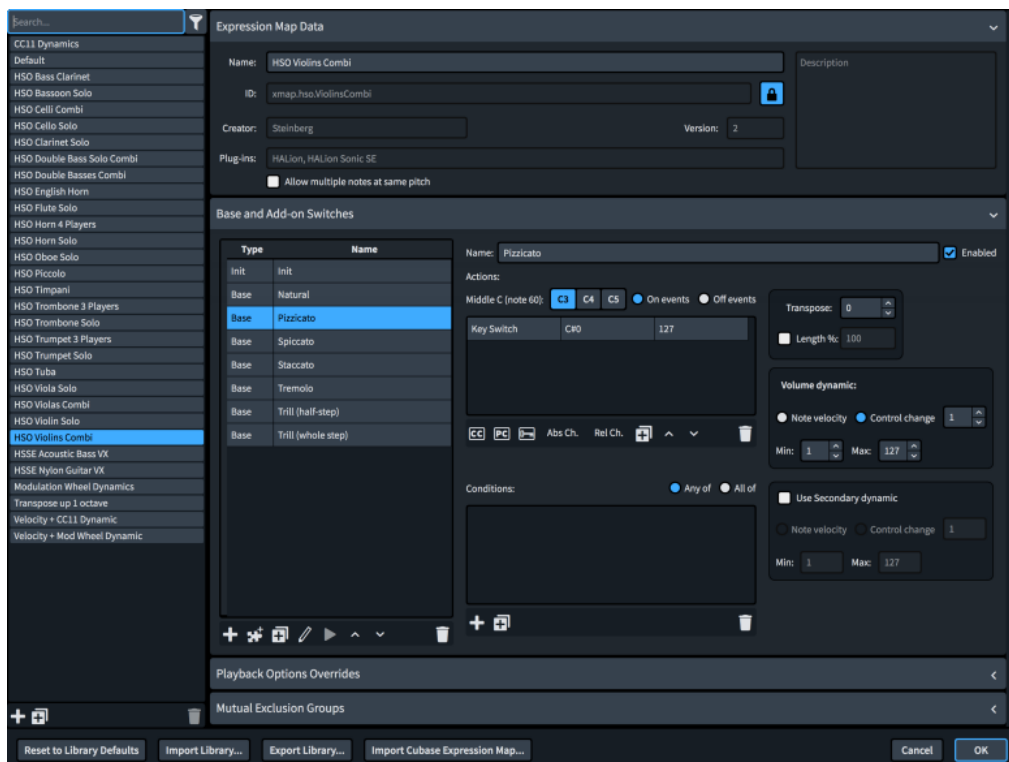 Search...
CC11 Dynamics
Default
HSO Bass Clarinet
HSO Bassoon Solo
HSO Celli Combi
HSO Cello Solo
HSO Clarinet Solo
HSO Double Bass Solo Combi
HSO Double Basses Combi
HSO English Horn
HSO Flute Solo
HSO Horn 4 Players
HSO Horn Solo
HSO Oboe Solo
HSO Piccolo
HSO Timpani
HSO Trombone 3 Players
HSO Trombone Solo
HSO Trumpet 3 Players
HSO Trumpet Solo
HSO Tuba
HSO Viola Solo
HSO Violas Combi
HSO Violin Solo
HSO Violins Combi
HSSE Acoustic Bass VX
HSSE Nylon Guitar VX
Modulation Wheel Dynamics
Transpose up 1 octave
Velocity + CC11 Dynamic
Velocity + Mod Wheel Dynamic
Expression Map Data
Name: HSO Violins Combi
Description
ID: xmap.hso.ViolinsCombi
Creator: Steinberg Version: 2
Plug-ins: HALion, HALion Sonic SE
Allow multiple notes at same pitch
Base and Add-on Switches
Type Name
Init Init
Base Natural
Base Pizzicato
Base Spiccato
Base Staccato
Base Tremolo
Base Trill (half-step)
Base Trill (whole step)
Name: Pizzicato Enabled
Actions:
Middle C (note 60): C3 C4 C5 On events Off events
Key Switch C#0 127
CC PC Abs Ch. Rel Ch.
Conditions: Any of All of
Transpose: 0
Length %: 100
Volume dynamic:
Note velocity Control change 1
Min: 1 Max: 127
Use Secondary dynamic
Note velocity Control change 1
Min: 1 Max: 127
Playback Options Overrides
Mutual Exclusion Groups
Reset to Library Defaults Import Library... Export Library... Import Cubase Expression Map... Cancel OK